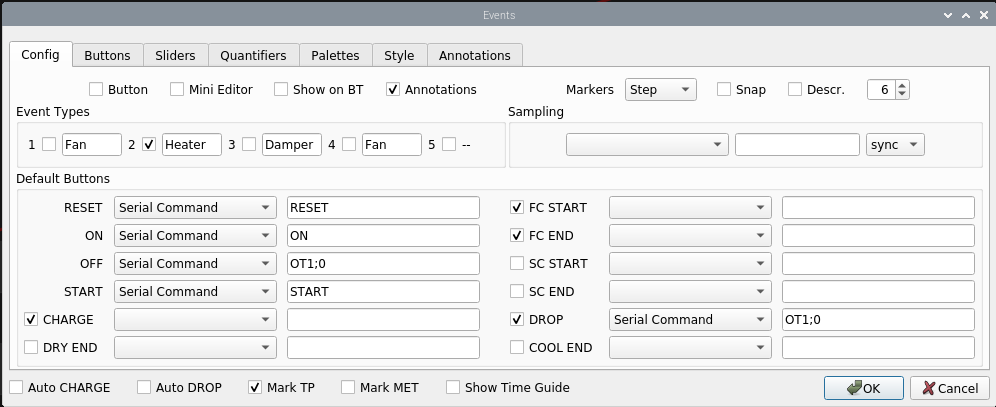 Events
Config Buttons Sliders Quantifiers Palettes Style Annotations
Button Mini Editor Show on BT Annotations Markers Step Snap Descr. 6
Event Types Sampling
1 Fan 2 Heater 3 Damper 4 Fan 5 -- sync
Default Buttons
RESET Serial Command RESET FC START
ON Serial Command ON FC END
OFF Serial Command OT1;0 SC START
START Serial Command START SC END
CHARGE DROP Serial Command OT1;0
DRY END COOL END
Auto CHARGE Auto DROP Mark TP Mark MET Show Time Guide OK Cancel